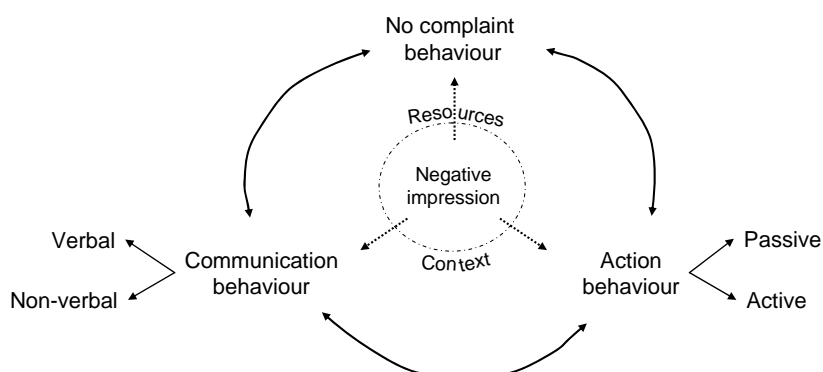 No complaint
behaviour
Resources
Negative
impression
Context
Verbal
Non-verbal
Communication
behaviour
Action
behaviour
Passive
Active